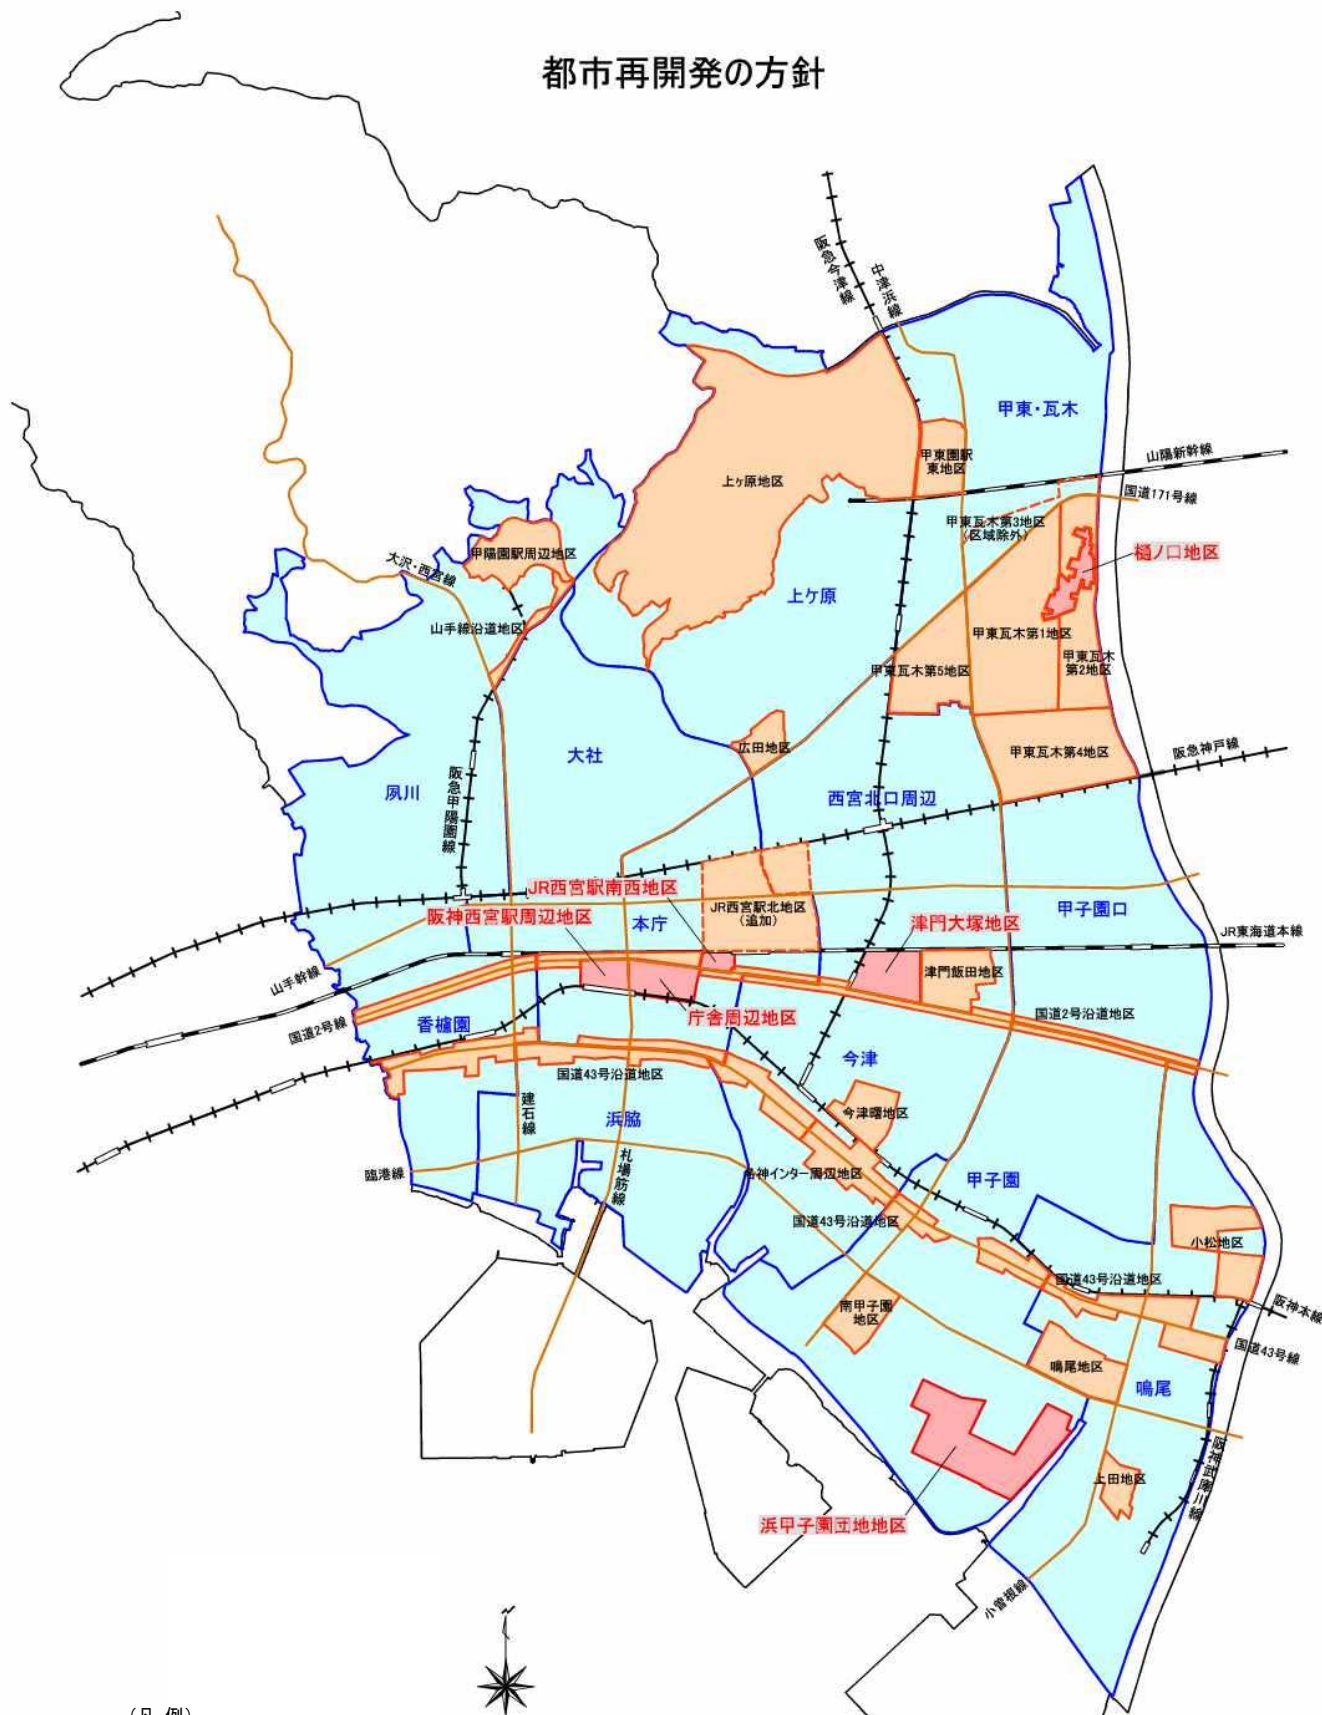 都市再開発の方針
阪急今津線
中津浜線
甲東・瓦木
山陽新幹線
国道171号線
甲東園駅
東地区
上ヶ原地区
甲東瓦木第3地区
(区域除外)
樋ノ口地区
甲陽園駅周辺地区
大沢・西宮線
上ケ原
山手線沿道地区
甲東瓦木第1地区
甲東瓦木
第2地区
甲東瓦木第5地区
広田地区
甲東瓦木第4地区
阪急神戸線
大社
夙川
阪急甲陽園線
西宮北口周辺
JR西宮駅南西地区
阪神西宮駅周辺地区
本庁
JR西宮駅北地区
(追加)
津門大塚地区
甲子園口
JR東海道本線
津門飯田地区
山手幹線
国道2号線
香櫨園
庁舎周辺地区
国道2号沿道地区
今津
国道43号沿道地区
建石線
浜脇
今津曙地区
臨港線
札場筋線
名神インター周辺地区
甲子園
国道43号沿道地区
小松地区
国道43号沿道地区
阪神本線
南甲子園
地区
国道43号線
鳴尾地区
鳴尾
阪神武庫川線
上田地区
浜甲子園団地地区
小曽根線
(凡 例)